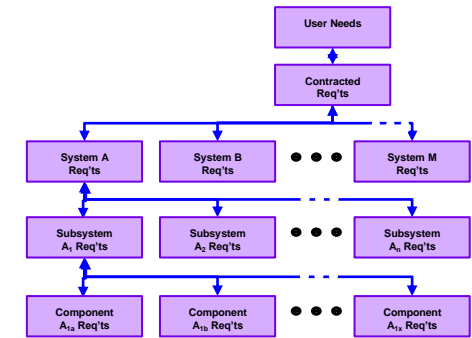 User Needs
Contracted
Req'ts
System A
Req'ts
System B
Req'ts
System M
Req'ts
Subsystem
A₁ Req'ts
Subsystem
A₂ Req'ts
Subsystem
Aₙ Req'ts
Component
A₁ₐ Req'ts
Component
A₁b Req'ts
Component
A₁ₓ Req'ts